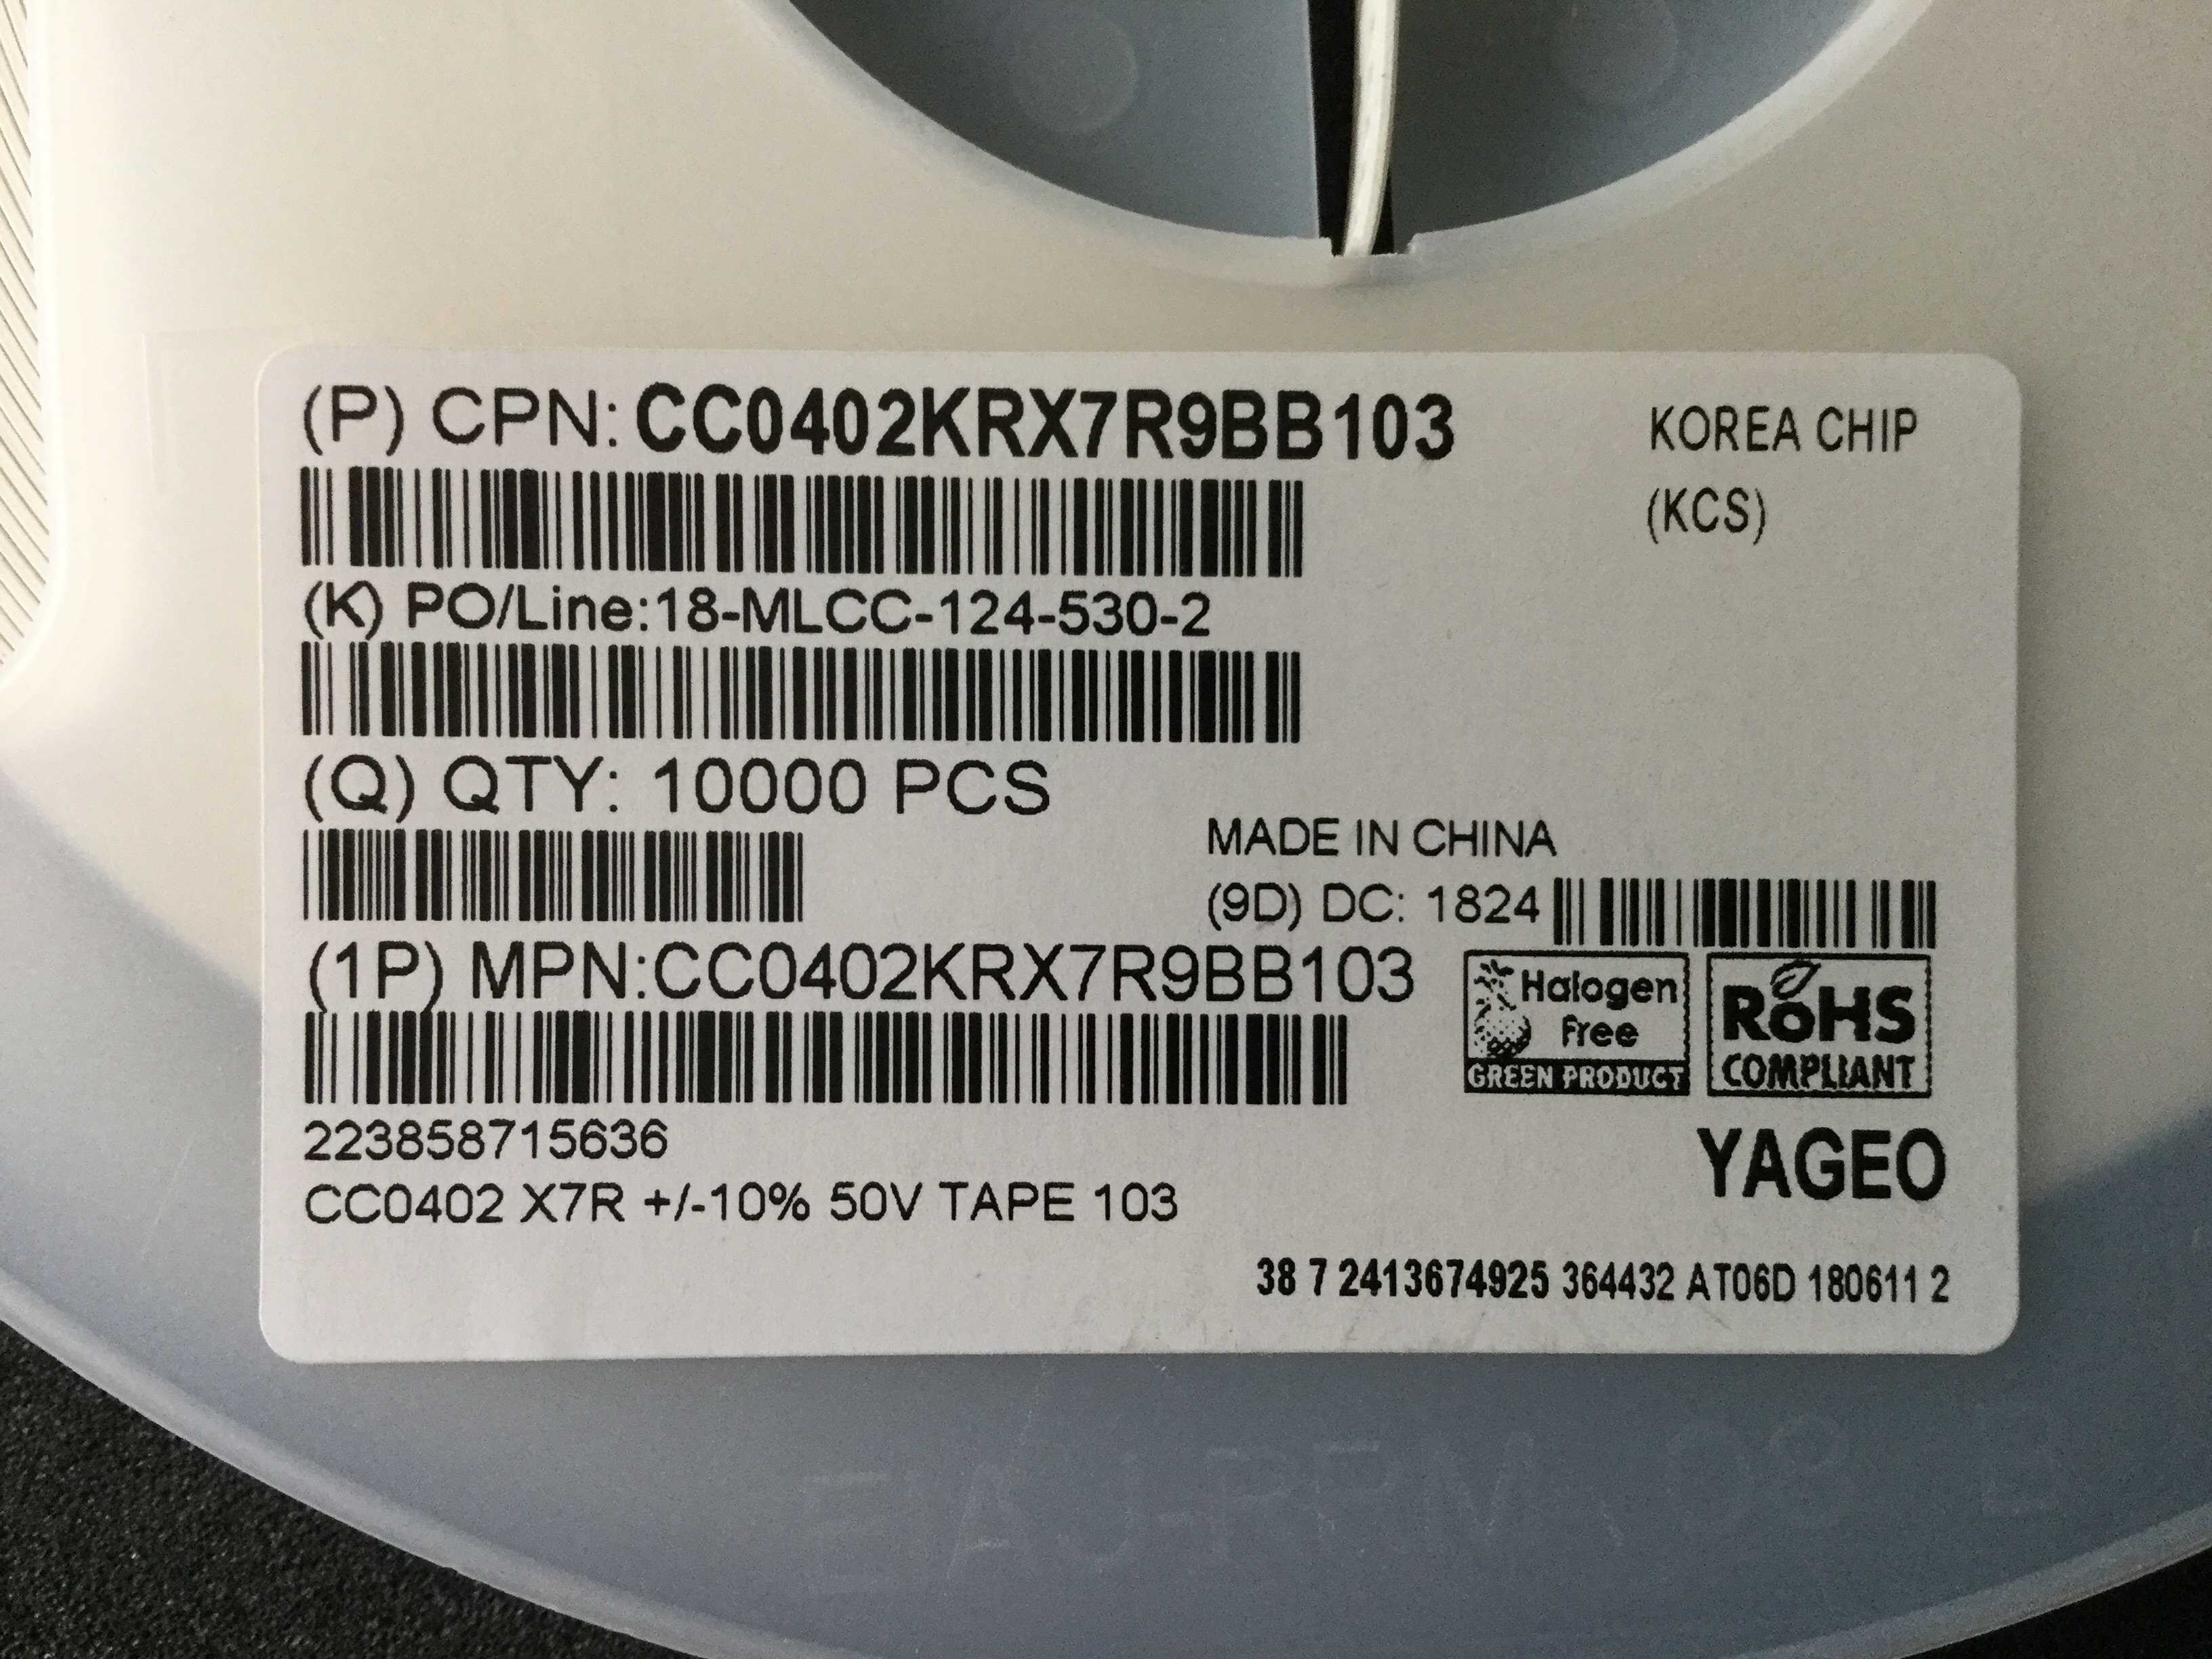 (P) CPN: CC0402KRX7R9BB103
KOREA CHIP
(KCS)
(K) PO/Line:18-MLCC-124-530-2
(Q) QTY: 10000 PCS
MADE IN CHINA
(9D) DC: 1824
(1P) MPN:CC0402KRX7R9BB103
Halogen
Free
GREEN PRODUCT
RoHS
COMPLIANT
223858715636
CC0402 X7R +/-10% 50V TAPE 103
YAGEO
38 7 2413674925 364432 AT06D 180611 2